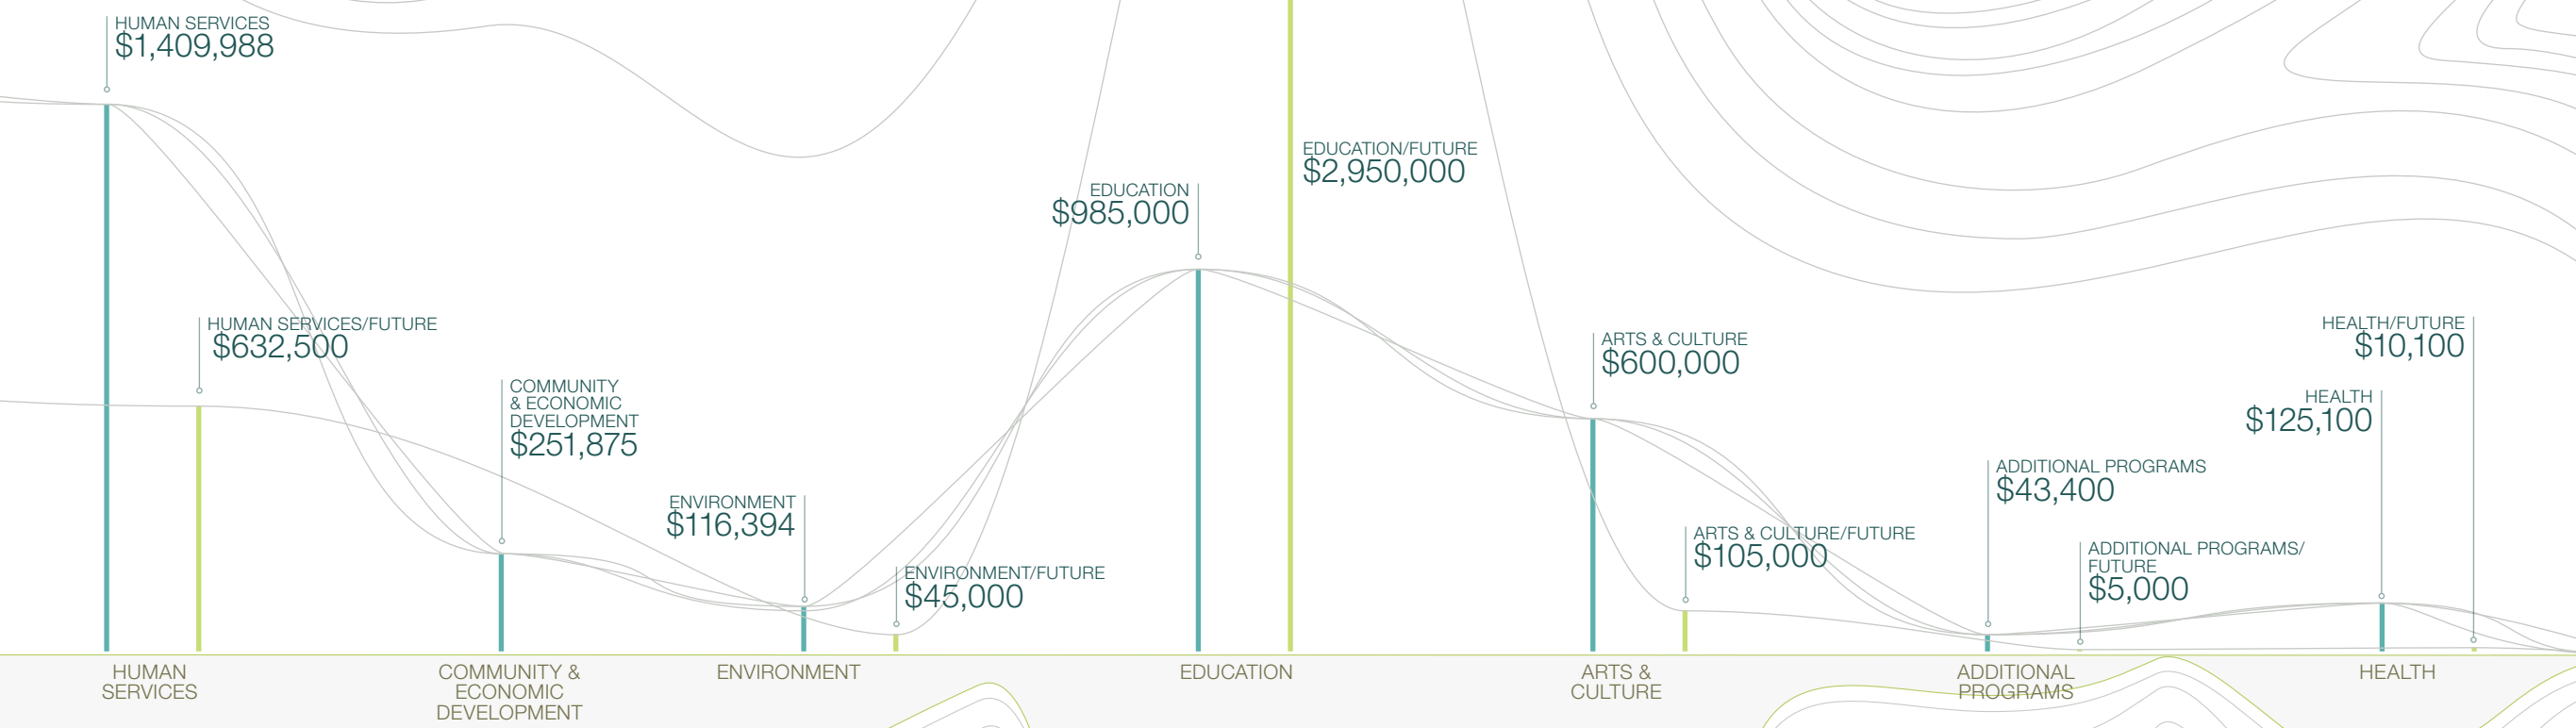 HUMAN SERVICES
$1,409,988
HUMAN SERVICES/FUTURE
$632,500
COMMUNITY
& ECONOMIC
DEVELOPMENT
$251,875
ENVIRONMENT
$116,394
ENVIRONMENT/FUTURE
$45,000
EDUCATION
$985,000
EDUCATION/FUTURE
$2,950,000
ARTS & CULTURE
$600,000
ARTS & CULTURE/FUTURE
$105,000
ADDITIONAL PROGRAMS
$43,400
ADDITIONAL PROGRAMS/
FUTURE
$5,000
HEALTH/FUTURE
$10,100
HEALTH
$125,100
HUMAN
SERVICES
COMMUNITY &
ECONOMIC
DEVELOPMENT
ENVIRONMENT
EDUCATION
ARTS &
CULTURE
ADDITIONAL
PROGRAMS
HEALTH